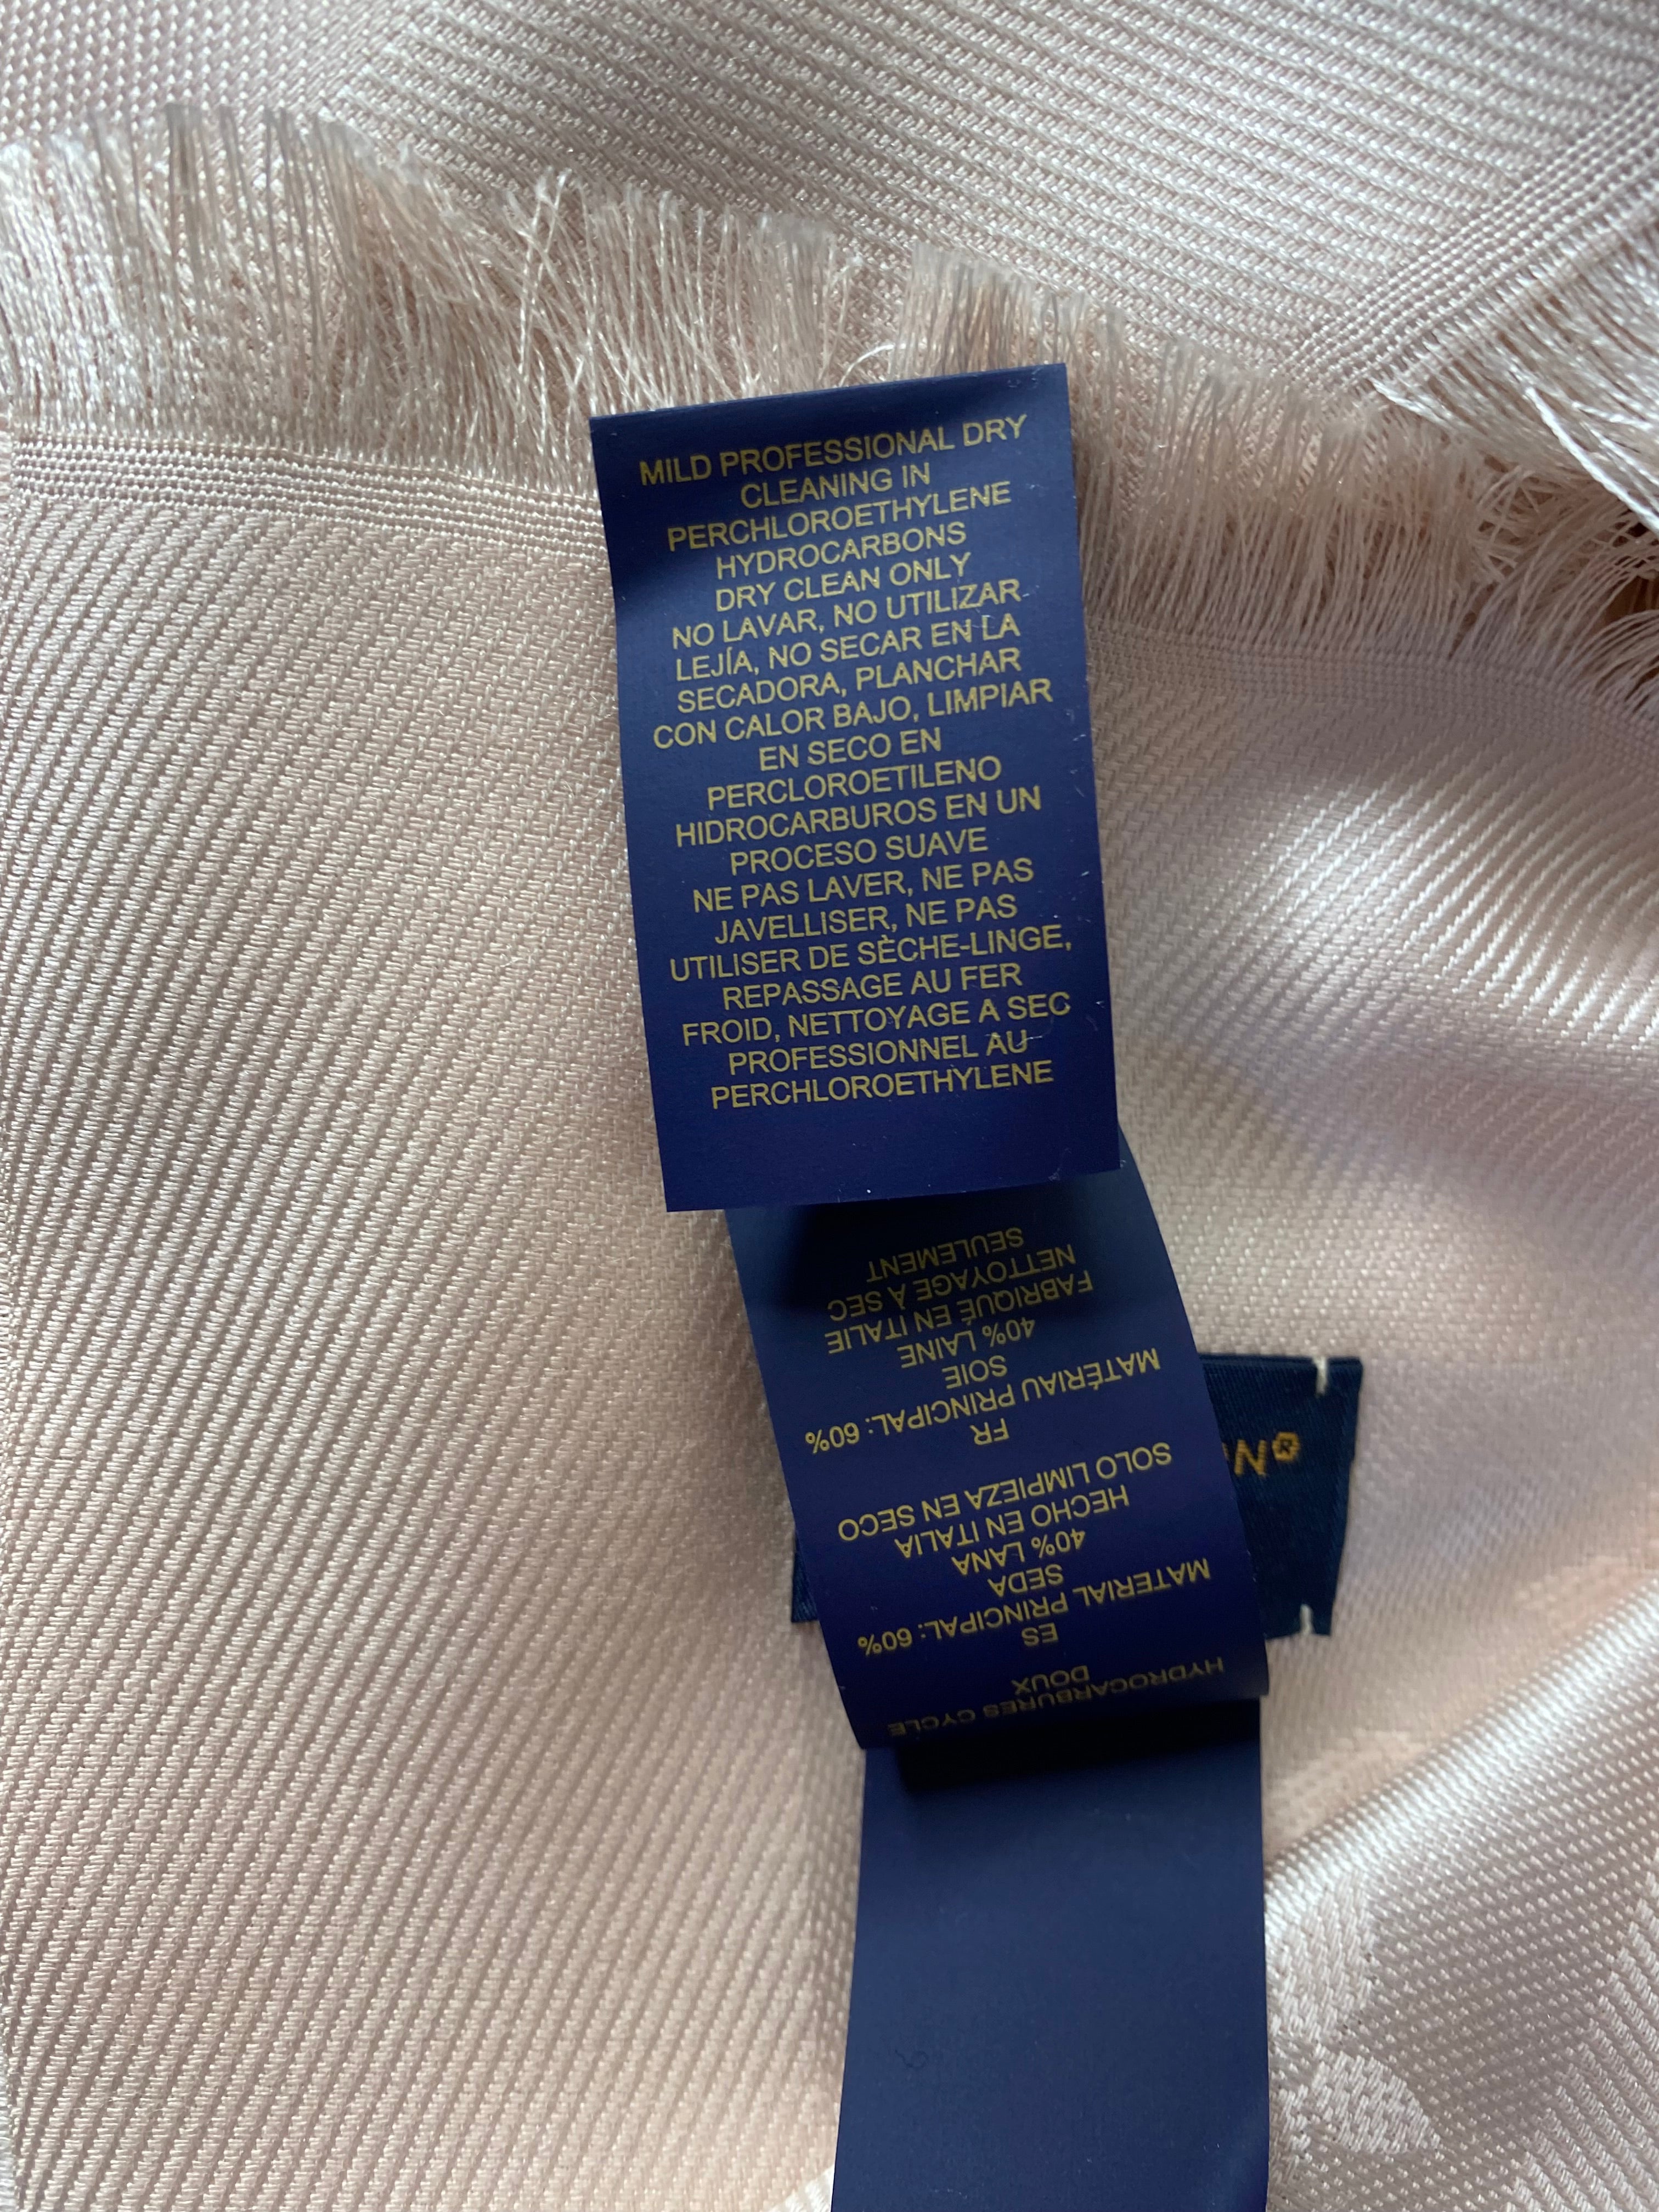 MILD PROFESSIONAL DRY
CLEANING IN
PERCHLOROETHYLENE
HYDROCARBONS
DRY CLEAN ONLY
NO LAVAR, NO UTILIZAR
LEJÍA, NO SECAR EN LA
SECADORA, PLANCHAR
CON CALOR BAJO, LIMPIAR
EN SECO EN
PERCLOROETILENO
HIDROCARBUROS EN UN
PROCESO SUAVE
NE PAS LAVER, NE PAS
JAVELLISER, NE PAS
UTILISER DE SÈCHE-LINGE,
REPASSAGE AU FER
FROID, NETTOYAGE A SEC
PROFESSIONNEL AU
PERCHLOROETHYLENE
HYDROCARBURES CYCLE
DOUX
ES
MATERIAL PRINCIPAL: 60%
SEDA
40% LANA
HECHO EN ITALIA
SOLO LIMPIEZA EN SECO
FR
MATÉRIAU PRINCIPAL: 60%
SOIE
40% LAINE
FABRIQUÉ EN ITALIE
NETTOYAGE À SEC
SEULEMENT